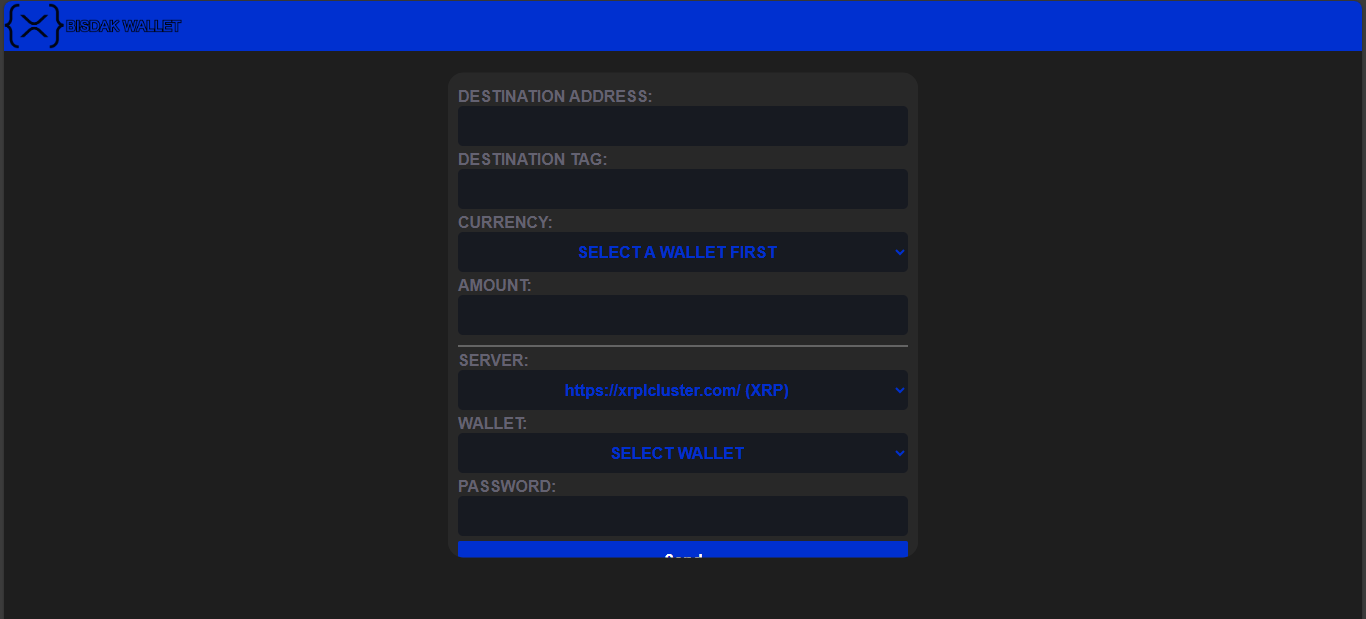 BISDAK WALLET
DESTINATION ADDRESS:
DESTINATION TAG:
CURRENCY:
SELECT A WALLET FIRST
AMOUNT:
SERVER:
https://xrplcluster.com/ (XRP)
WALLET:
SELECT WALLET
PASSWORD:
Send